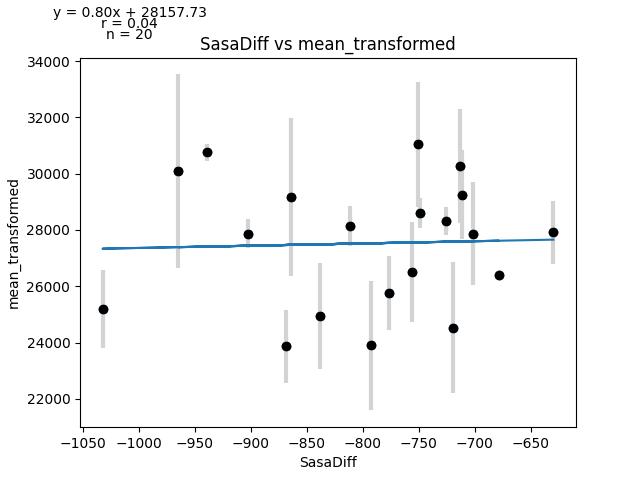 y = 0.80x + 28157.73
r = 0.04
n = 20
SasaDiff vs mean_transformed
34000
32000
30000
28000
26000
24000
22000
mean_transformed
−1050 −1000 −950 −900 −850 −800 −750 −700 −650
SasaDiff